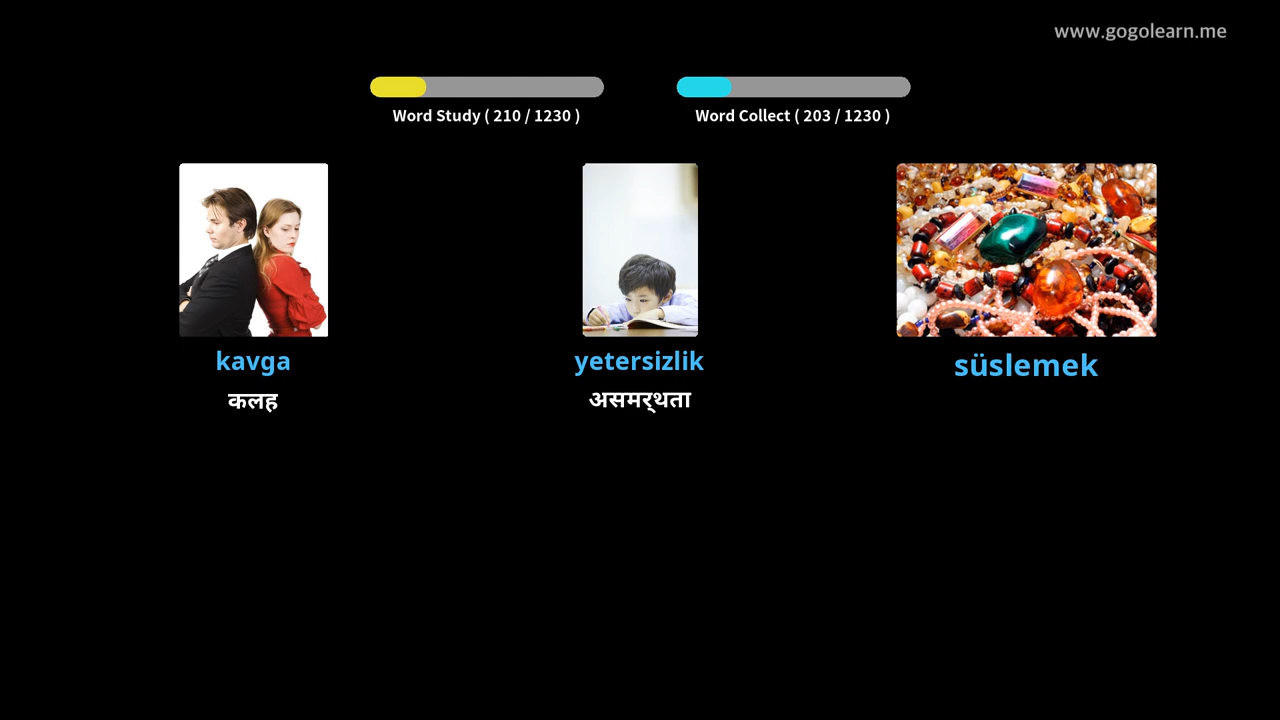 www.gogolearn.me
Word Study ( 210 / 1230 )
Word Collect ( 203 / 1230 )
kavga
कलह
yetersizlik
असमर्थता
süslemek